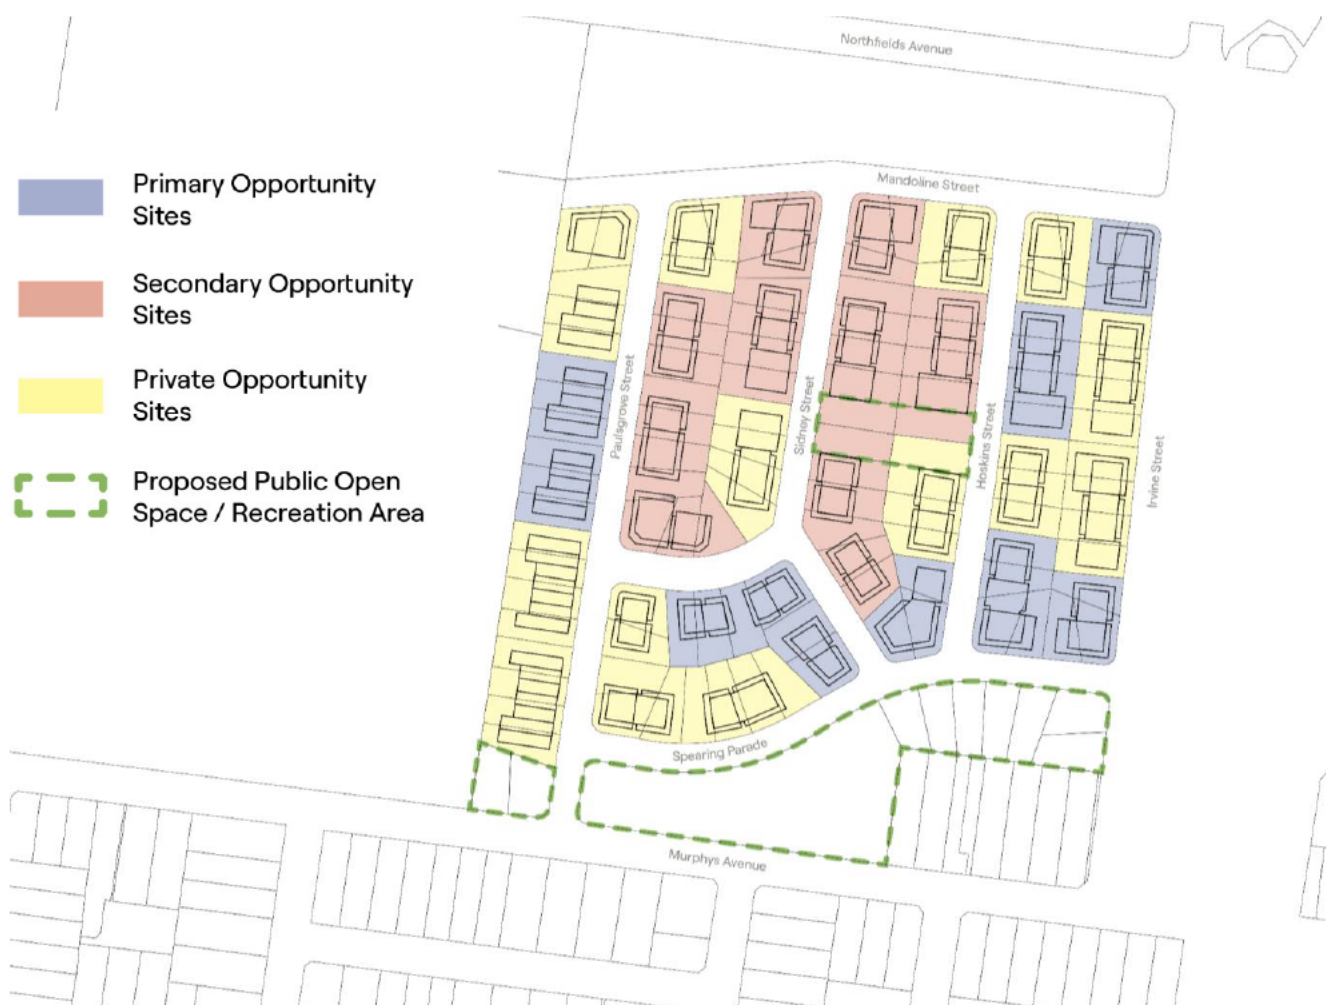 Northfields Avenue
Mandoline Street
Primary Opportunity
Sites
Secondary Opportunity
Sites
Private Opportunity
Sites
Proposed Public Open
Space / Recreation Area
Paulsgrove Street
Sidney Street
Hoskins Street
Irvine Street
Spearing Parade
Murphys Avenue